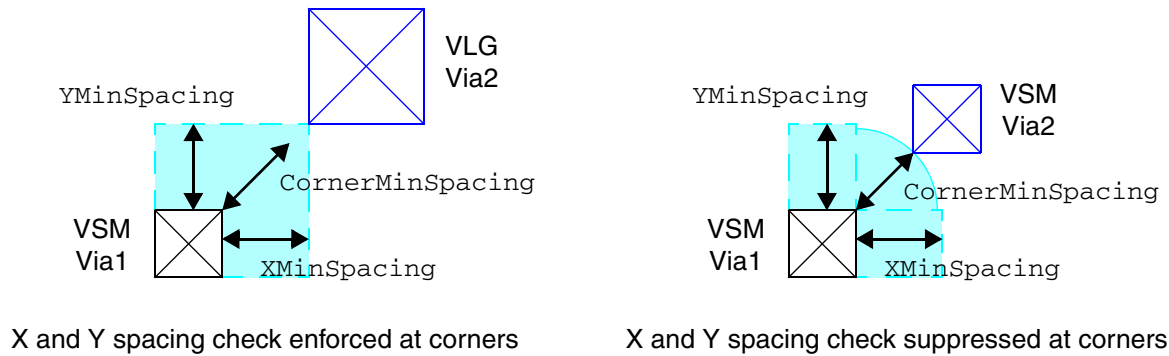 VLG
Via2
YMinSpacing
CornerMinSpacing
VSM
Via1
XMinSpacing
X and Y spacing check enforced at corners
YMinSpacing
VSM
Via2
CornerMinSpacing
VSM
Via1
XMinSpacing
X and Y spacing check suppressed at corners